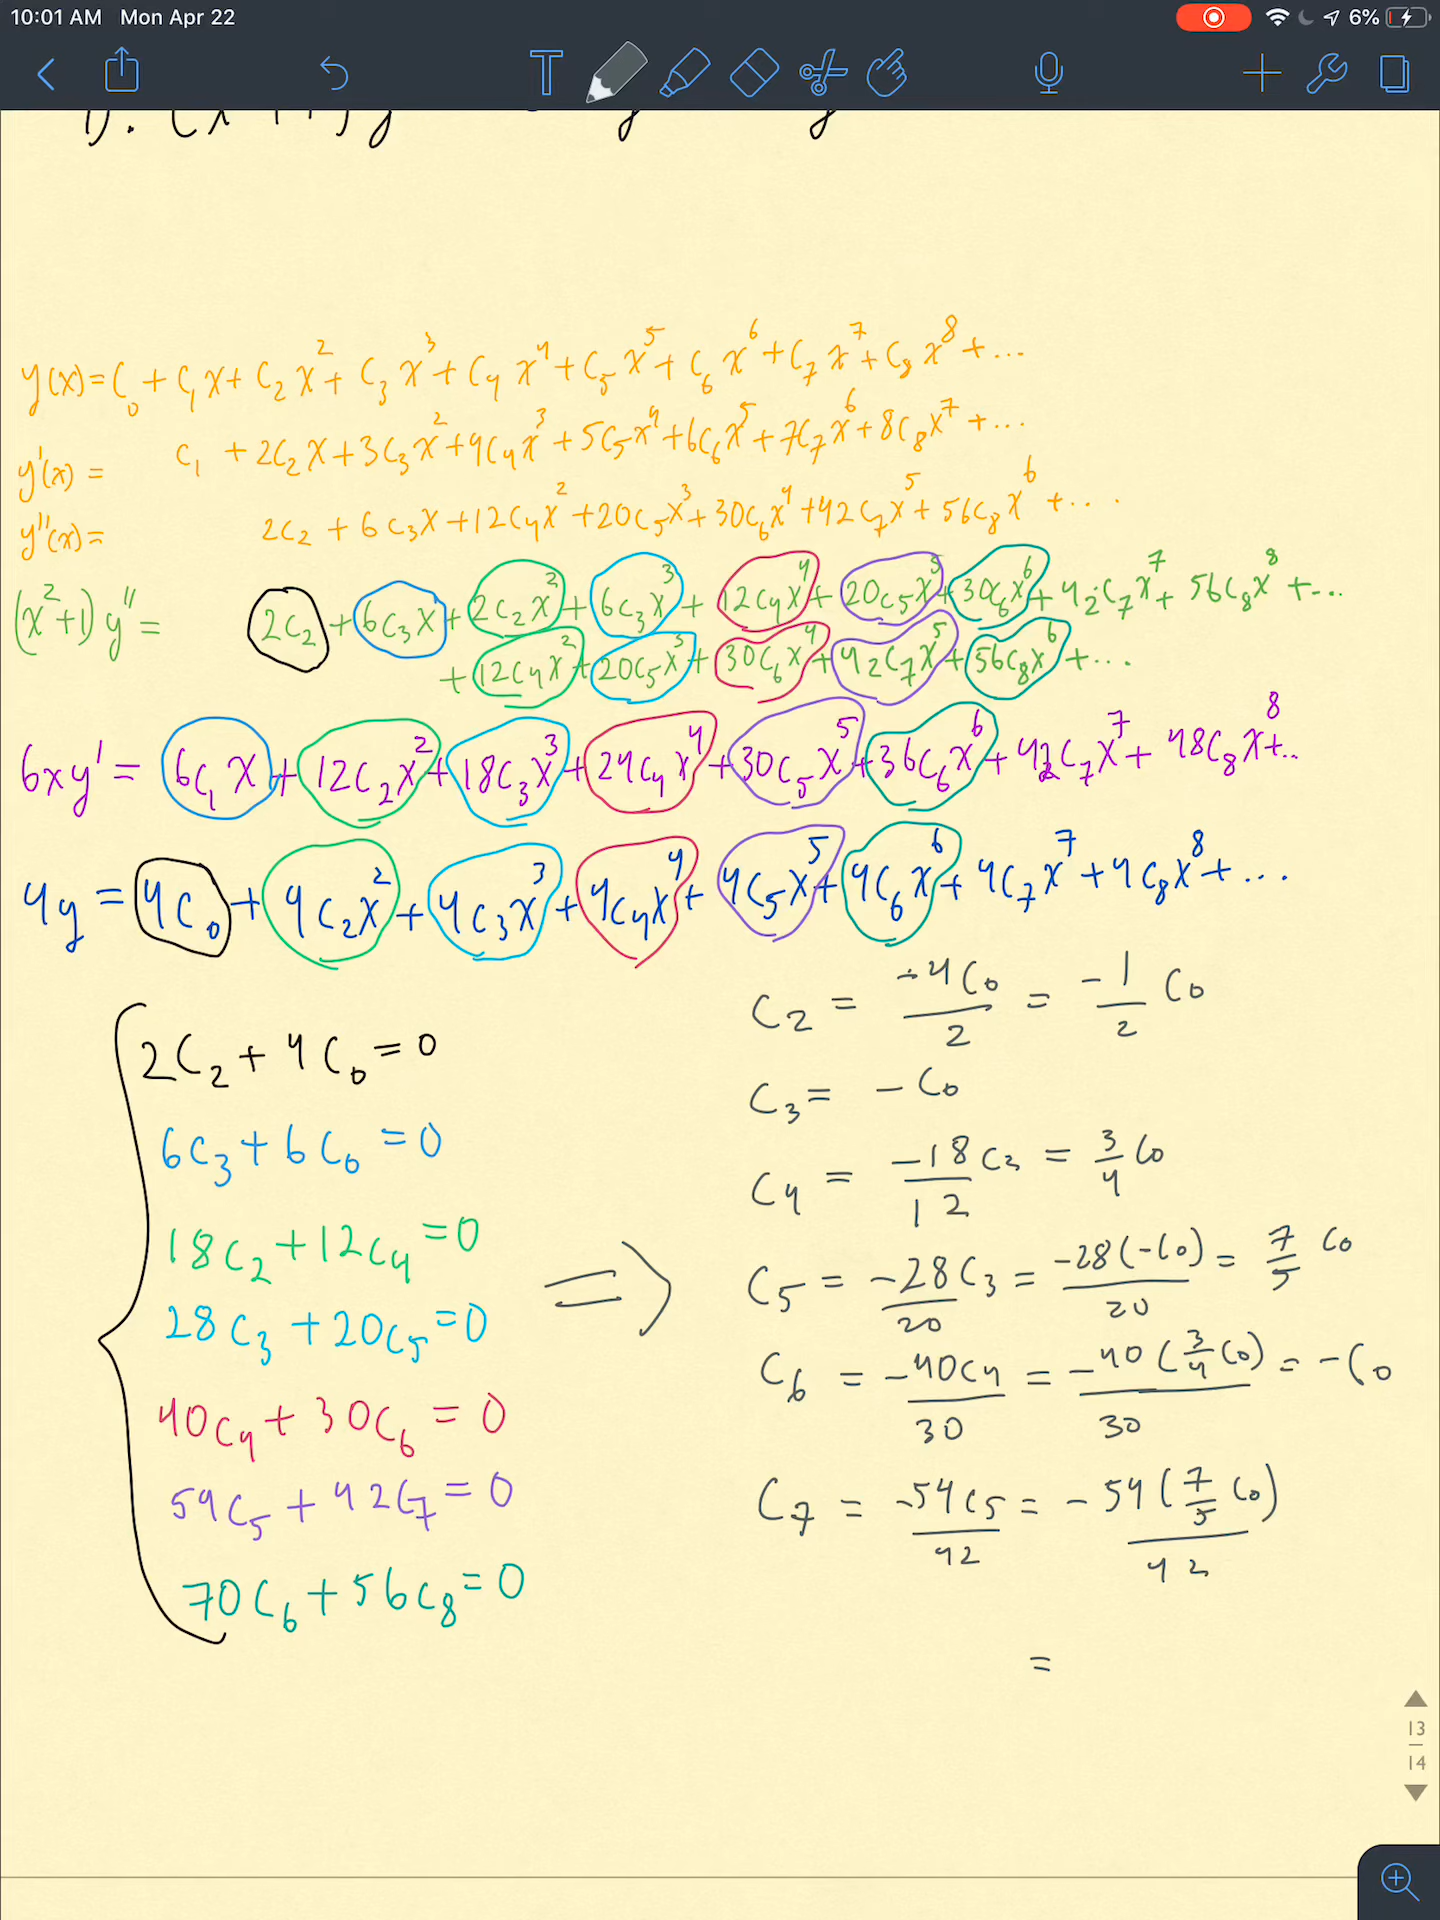 10:01 AM Mon Apr 22
6%
T
y(x) = C₀ + C₁x + C₂x² + C₃x³ + C₄x⁴ + C₅x⁵ + C₆x⁶ + C₇x⁷ + C₈x⁸ + ...
y'(x) = C₁ + 2C₂x + 3C₃x² + 4C₄x³ + 5C₅x⁴ + 6C₆x⁵ + 7C₇x⁶ + 8C₈x⁷ + ...
y''(x) = 2C₂ + 6C₃x + 12C₄x² + 20C₅x³ + 30C₆x⁴ + 42C₇x⁵ + 56C₈x⁶ + ....
(x²+1)y'' = 2C₂ + 6C₃x + 2C₂x² + 6C₃x³ + 12C₄x⁴ + 20C₅x⁵ + 30C₆x⁶ + 42C₇x⁷ + 56C₈x⁸ + ...
+ 12C₄x² + 20C₅x³ + 30C₆x⁴ + 42C₇x⁵ + 56C₈x⁶ + ...
6xy' = 6C₁x + 12C₂x² + 18C₃x³ + 24C₄x⁴ + 30C₅x⁵ + 36C₆x⁶ + 42C₇x⁷ + 48C₈x⁸ + ..
4y = 4C₀ + 4C₂x² + 4C₃x³ + 4C₄x⁴ + 4C₅x⁵ + 4C₆x⁶ + 4C₇x⁷ + 4C₈x⁸ + ...
2C₂ + 4C₀ = 0
6C₃ + 6C₀ = 0
18C₂ + 12C₄ = 0
28C₃ + 20C₅ = 0
40C₄ + 30C₆ = 0
54C₅ + 42C₇ = 0
70C₆ + 56C₈ = 0
=>
C₂ = -4C₀/2 = -1/2 C₀
C₃ = -C₀
C₄ = -18C₂/12 = 3/4 C₀
C₅ = -28C₃/20 = -28(-C₀)/20 = 7/5 C₀
C₆ = -40C₄/30 = -40(3/4 C₀)/30 = -C₀
C₇ = -54C₅/42 = -54(7/5 C₀)/42
=
13
14